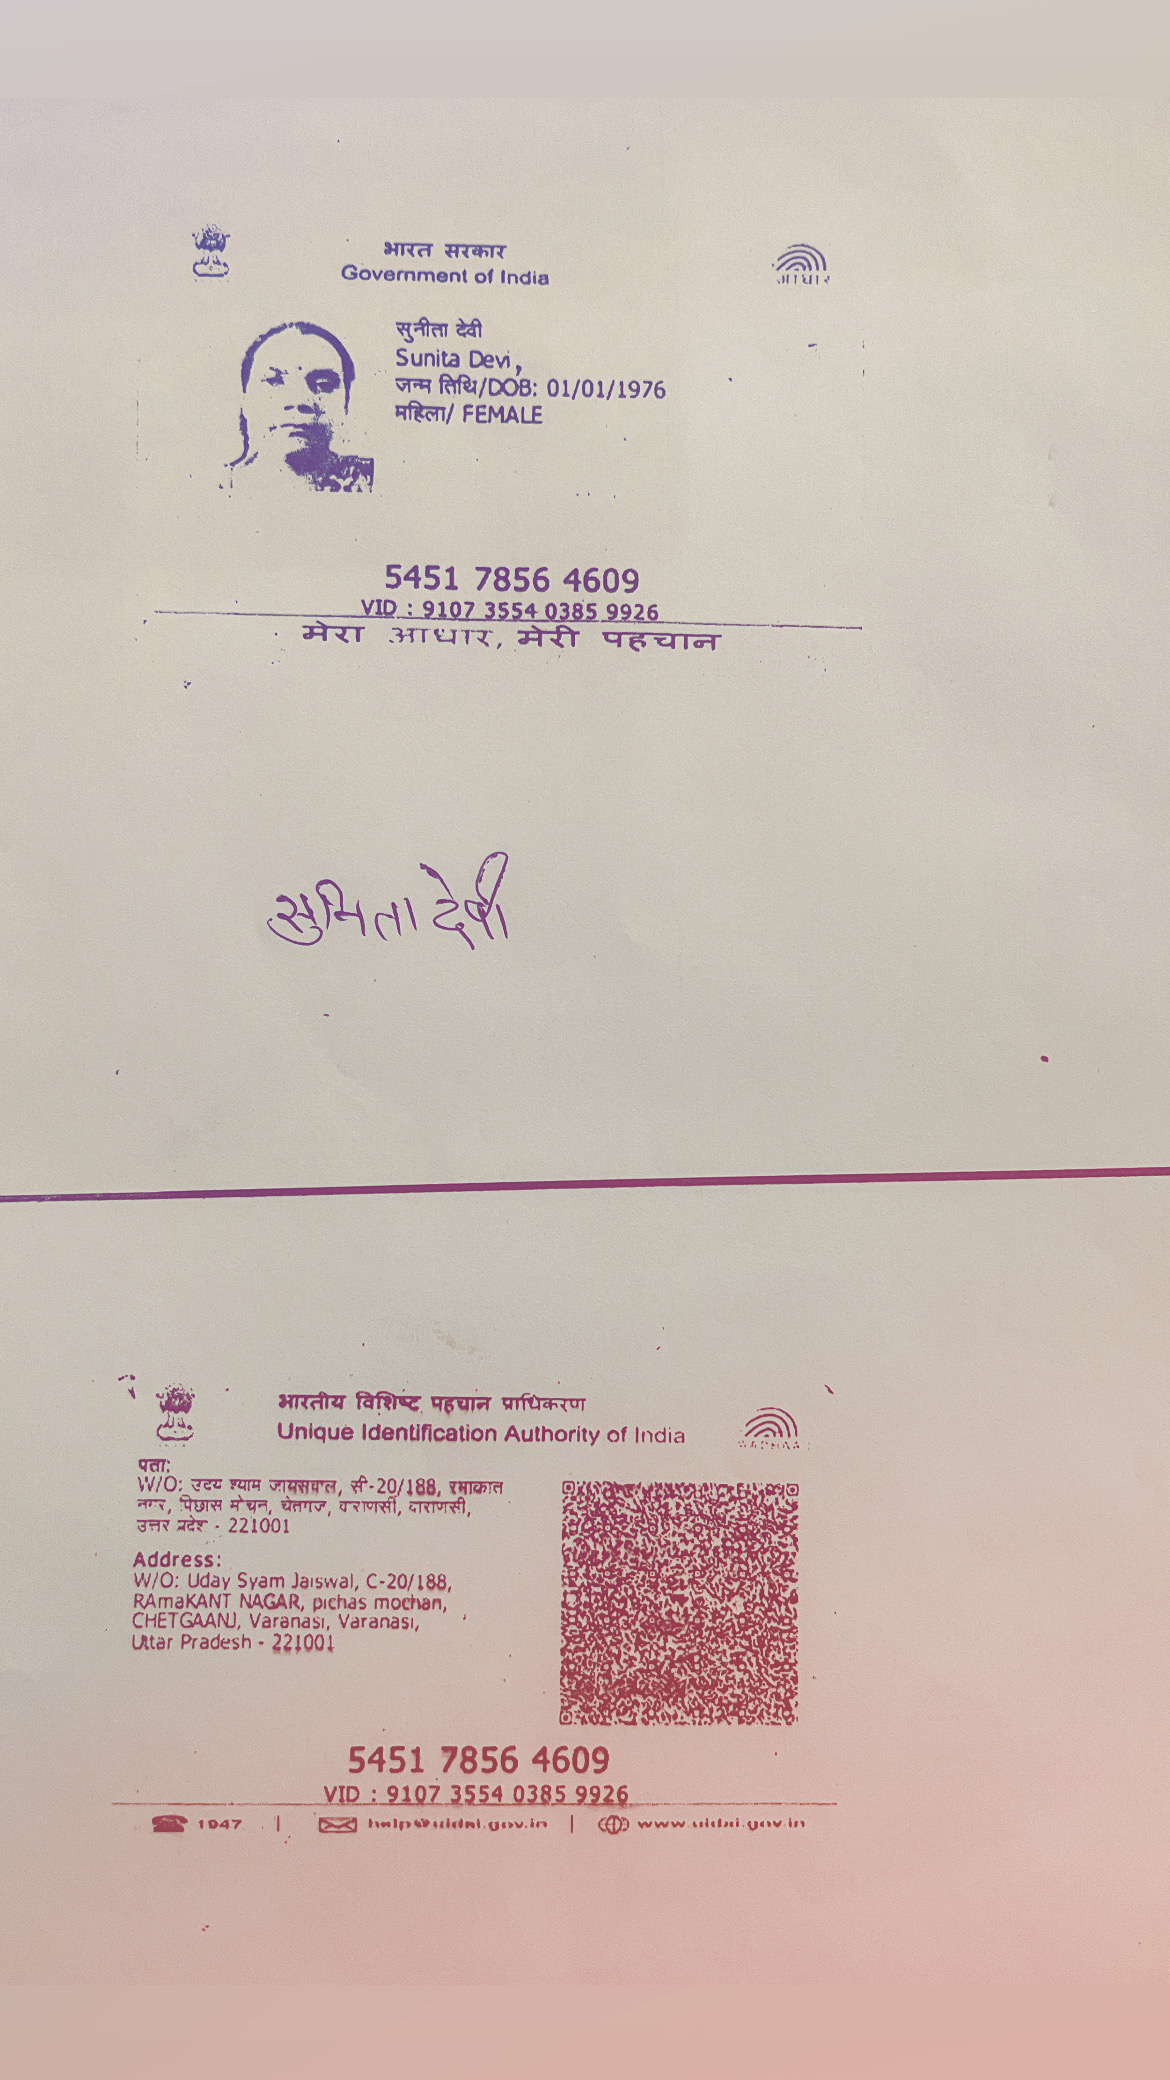 भारत सरकार
Government of India
आधार
सुनीता देवी
Sunita Devi,
जन्म तिथि/DOB: 01/01/1976
महिला/ FEMALE
5451 7856 4609
VID : 9107 3554 0385 9926
मेरा आधार, मेरी पहचान
सुनिता देवी
भारतीय विशिष्ट पहचान प्राधिकरण
Unique Identification Authority of India
AADHAAR
पता:
W/O: उदय श्याम जायसवाल, सी-20/188, रमाकात
नगर, पिछास मोचन, चेतगज, वाराणसी, वाराणसी,
उत्तर प्रदेश - 221001
Address:
W/O: Uday Syam Jaiswal, C-20/188,
RAmaKANT NAGAR, pichas mochan,
CHETGAANJ, Varanasi, Varanasi,
Uttar Pradesh - 221001
5451 7856 4609
VID : 9107 3554 0385 9926
1947 | help@uidai.gov.in | www.uidai.gov.in